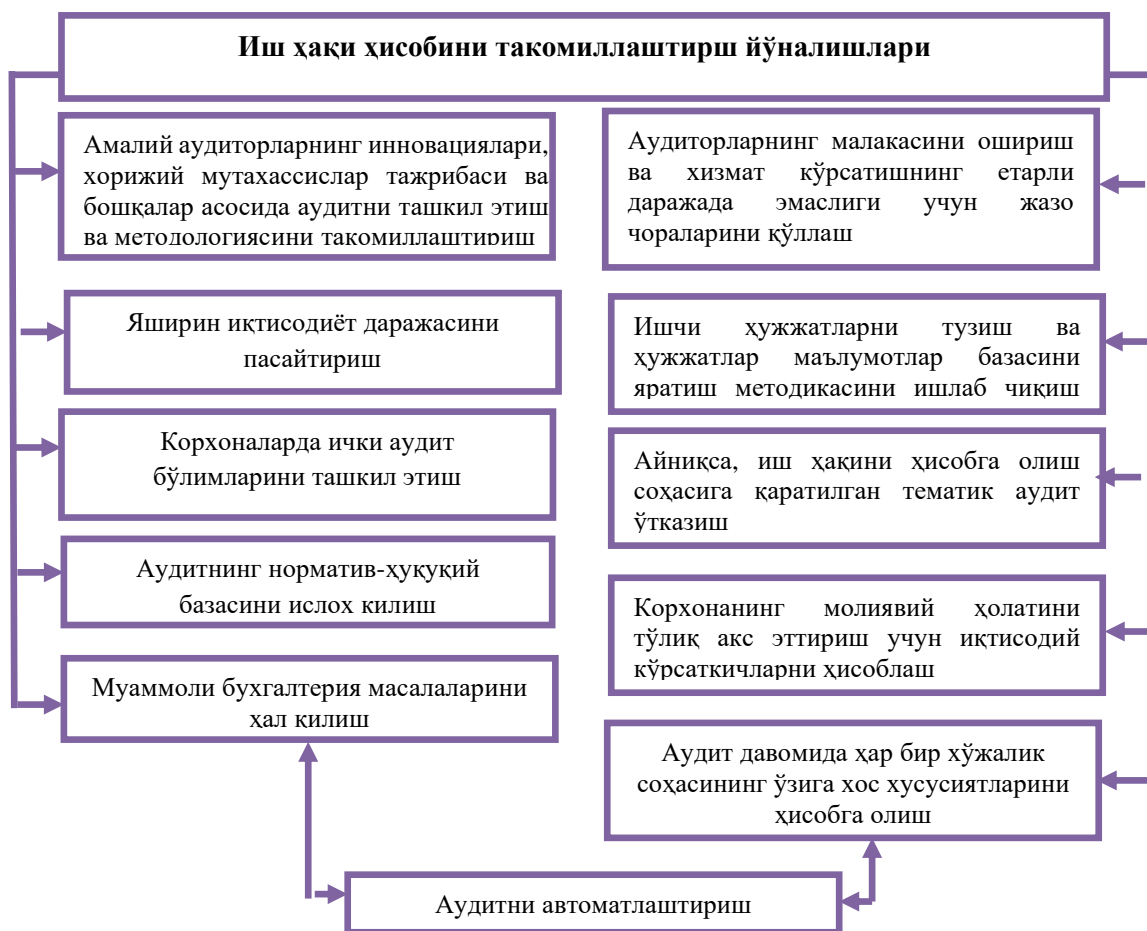 Иш ҳақи ҳисобини такомиллаштирш йўналишлари
Амалий аудиторларнинг инновациялари,
хорижий мутахассислар тажрибаси ва
бошқалар асосида аудитни ташкил этиш
ва методологиясини такомиллаштириш
Яширин иқтисодиёт даражасини
пасайтириш
Корхоналарда ички аудит
бўлимларини ташкил этиш
Аудитнинг норматив-ҳуқуқий
базасини ислох килиш
Муаммоли бухгалтерия масалаларини
ҳал қилиш
Аудиторларнинг малакасини ошириш
ва хизмат кўрсатишнинг етарли
даражада эмаслиги учун жазо
чораларини қўллаш
Ишчи ҳужжатларни тузиш ва
ҳужжатлар маълумотлар базасини
яратиш методикасини ишлаб чиқиш
Айниқса, иш ҳақини ҳисобга олиш
соҳасига қаратилган тематик аудит
ўтказиш
Корхонанинг молиявий ҳолатини
тўлиқ акс эттириш учун иқтисодий
кўрсаткичларни ҳисоблаш
Аудит давомида ҳар бир хўжалик
соҳасининг ўзига хос хусусиятларини
ҳисобга олиш
Аудитни автоматлаштириш